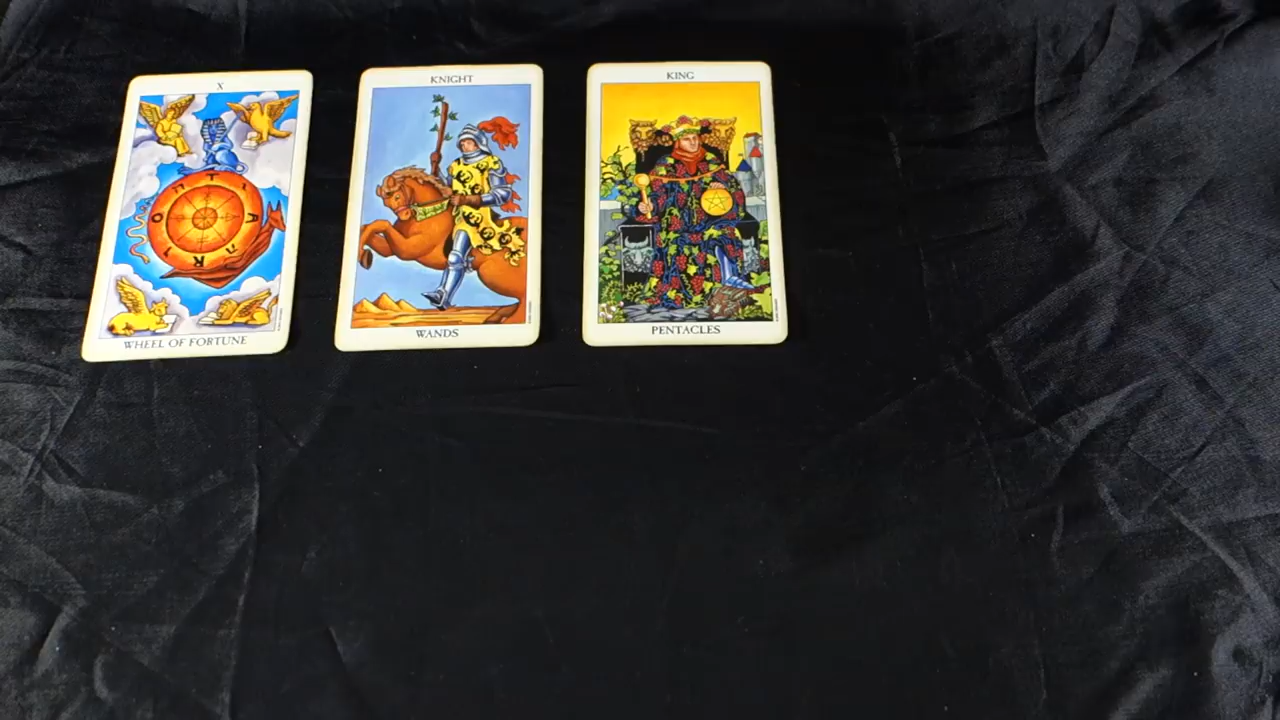 X
WHEEL OF FORTUNE
KNIGHT
WANDS
KING
PENTACLES